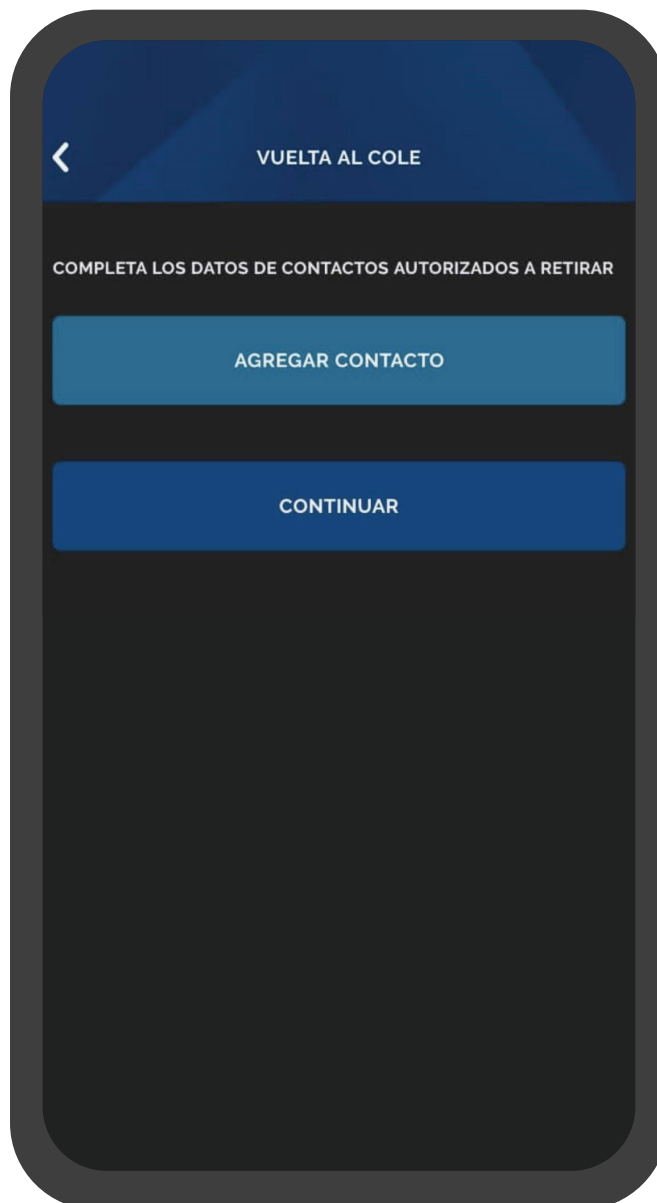 VUELTA AL COLE
COMPLETA LOS DATOS DE CONTACTOS AUTORIZADOS A RETIRAR
AGREGAR CONTACTO
CONTINUAR